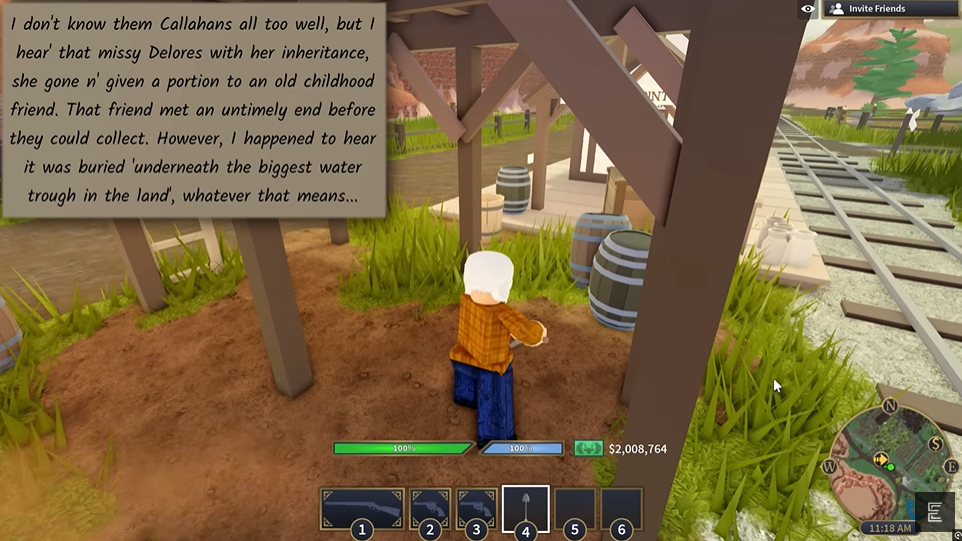 I don't know them Callahans all too well, but I
hear' that missy Delores with her inheritance,
she gone n' given a portion to an old childhood
friend. That friend met an untimely end before
they could collect. However, I happened to hear
it was buried 'underneath the biggest water
trough in the land', whatever that means...
Invite Friends
100%
100%
$2,008,764
1
2
3
4
5
6
N
$
W
E
11:18 AM
E